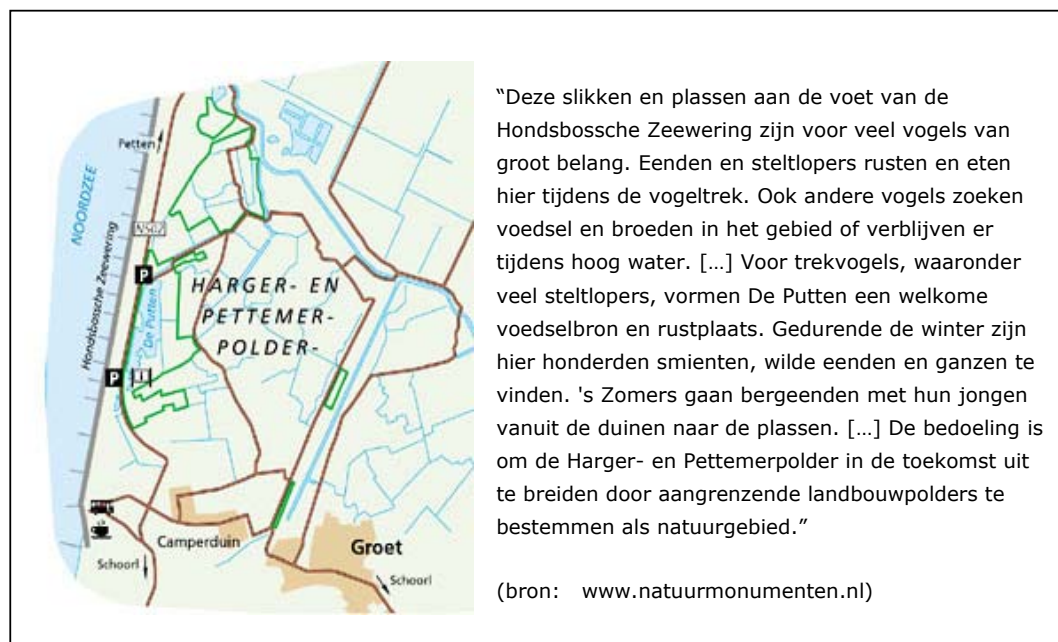 Petten
NOORDZEE
Hondsbossche Zeewering
N502
P
De Putten
HARGER- EN
PETTEMER-
POLDER-
P
Camperduin
Groet
Schoorl
Schoorl
“Deze slikken en plassen aan de voet van de
Hondsbossche Zeewering zijn voor veel vogels van
groot belang. Eenden en steltlopers rusten en eten
hier tijdens de vogeltrek. Ook andere vogels zoeken
voedsel en broeden in het gebied of verblijven er
tijdens hoog water. […] Voor trekvogels, waaronder
veel steltlopers, vormen De Putten een welkome
voedselbron en rustplaats. Gedurende de winter zijn
hier honderden smienten, wilde eenden en ganzen te
vinden. 's Zomers gaan bergeenden met hun jongen
vanuit de duinen naar de plassen. […] De bedoeling is
om de Harger- en Pettemerpolder in de toekomst uit
te breiden door aangrenzende landbouwpolders te
bestemmen als natuurgebied.”
(bron: www.natuurmonumenten.nl)